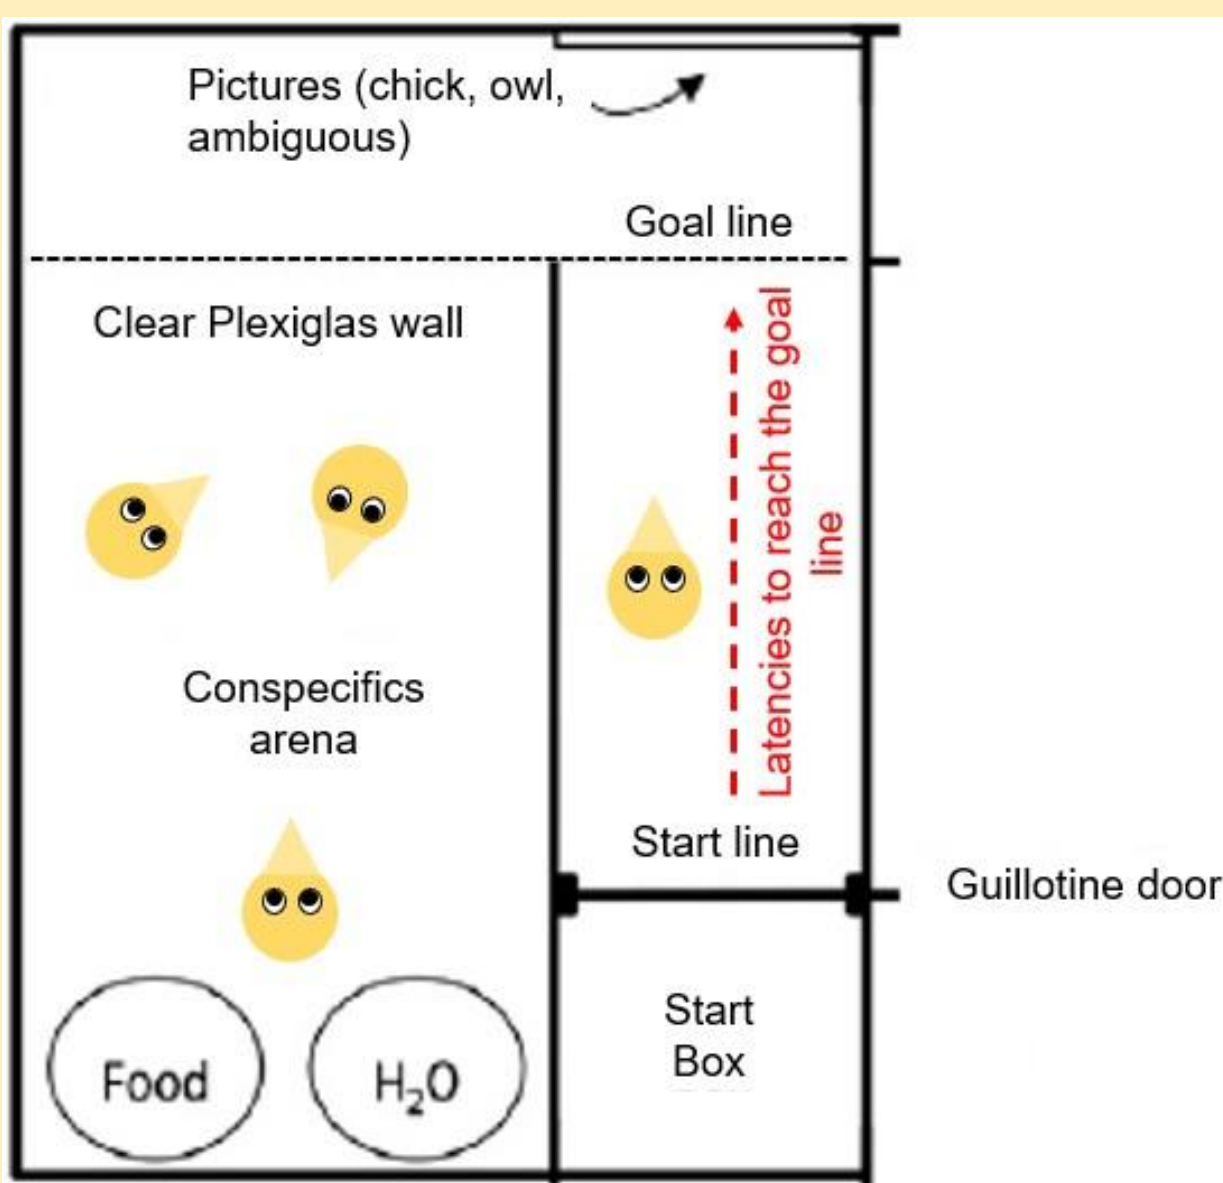 Pictures (chick, owl,
ambiguous)
Goal line
Clear Plexiglas wall
Latencies to reach the goal
line
Conspecifics
arena
Start line
Guillotine door
Start
Box
Food
H₂O